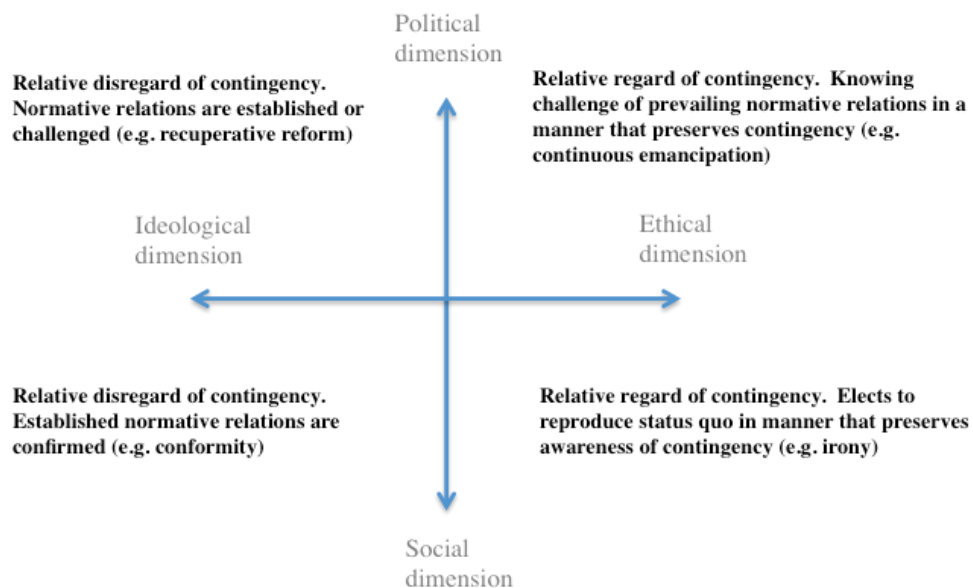 Political
dimension
Relative disregard of contingency.
Normative relations are established or
challenged (e.g. recuperative reform)
Relative regard of contingency.  Knowing
challenge of prevailing normative relations in a
manner that preserves contingency (e.g.
continuous emancipation)
Ideological
dimension
Ethical
dimension
Relative disregard of contingency.
Established normative relations are
confirmed (e.g. conformity)
Relative regard of contingency.  Elects to
reproduce status quo in manner that preserves
awareness of contingency (e.g. irony)
Social
dimension